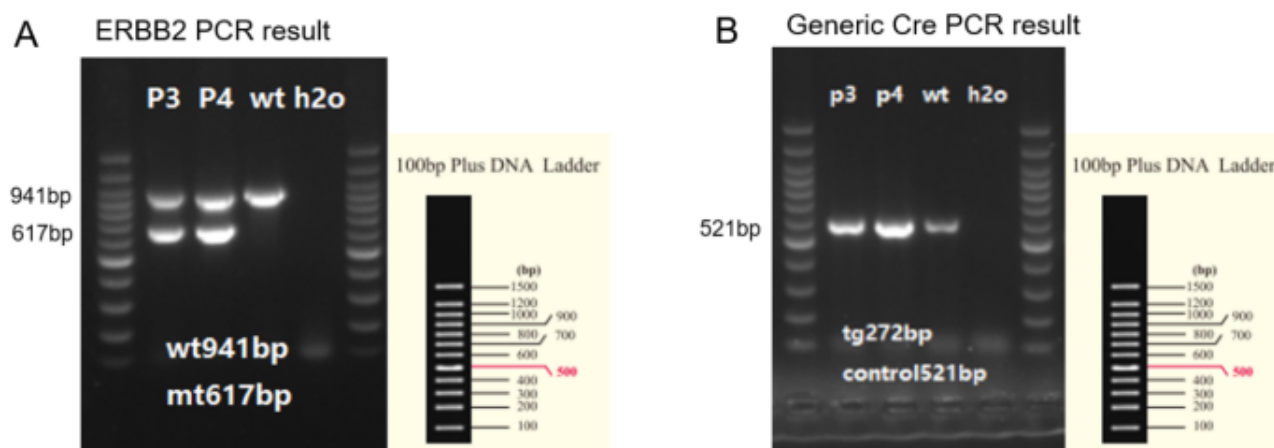 A
ERBB2 PCR result
P3 P4 wt h2o
941bp
617bp
wt941bp
mt617bp
100bp Plus DNA Ladder
(bp)
1500
1200
1000
900
800
700
600
500
400
300
200
100
B
Generic Cre PCR result
p3 p4 wt h2o
521bp
tg272bp
control521bp
100bp Plus DNA Ladder
(bp)
1500
1200
1000
900
800
700
600
500
400
300
200
100